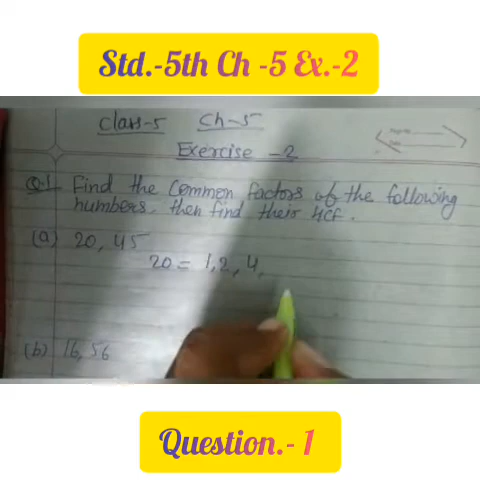 Std.-5th Ch -5 Ex.-2
Class-5 Ch-5
Exercise -2
Q.1 Find the Common factors of the following
numbers, then find their HCF.
(a) 20, 45
20 = 1, 2, 4,
(b) 16, 56
Question.- 1